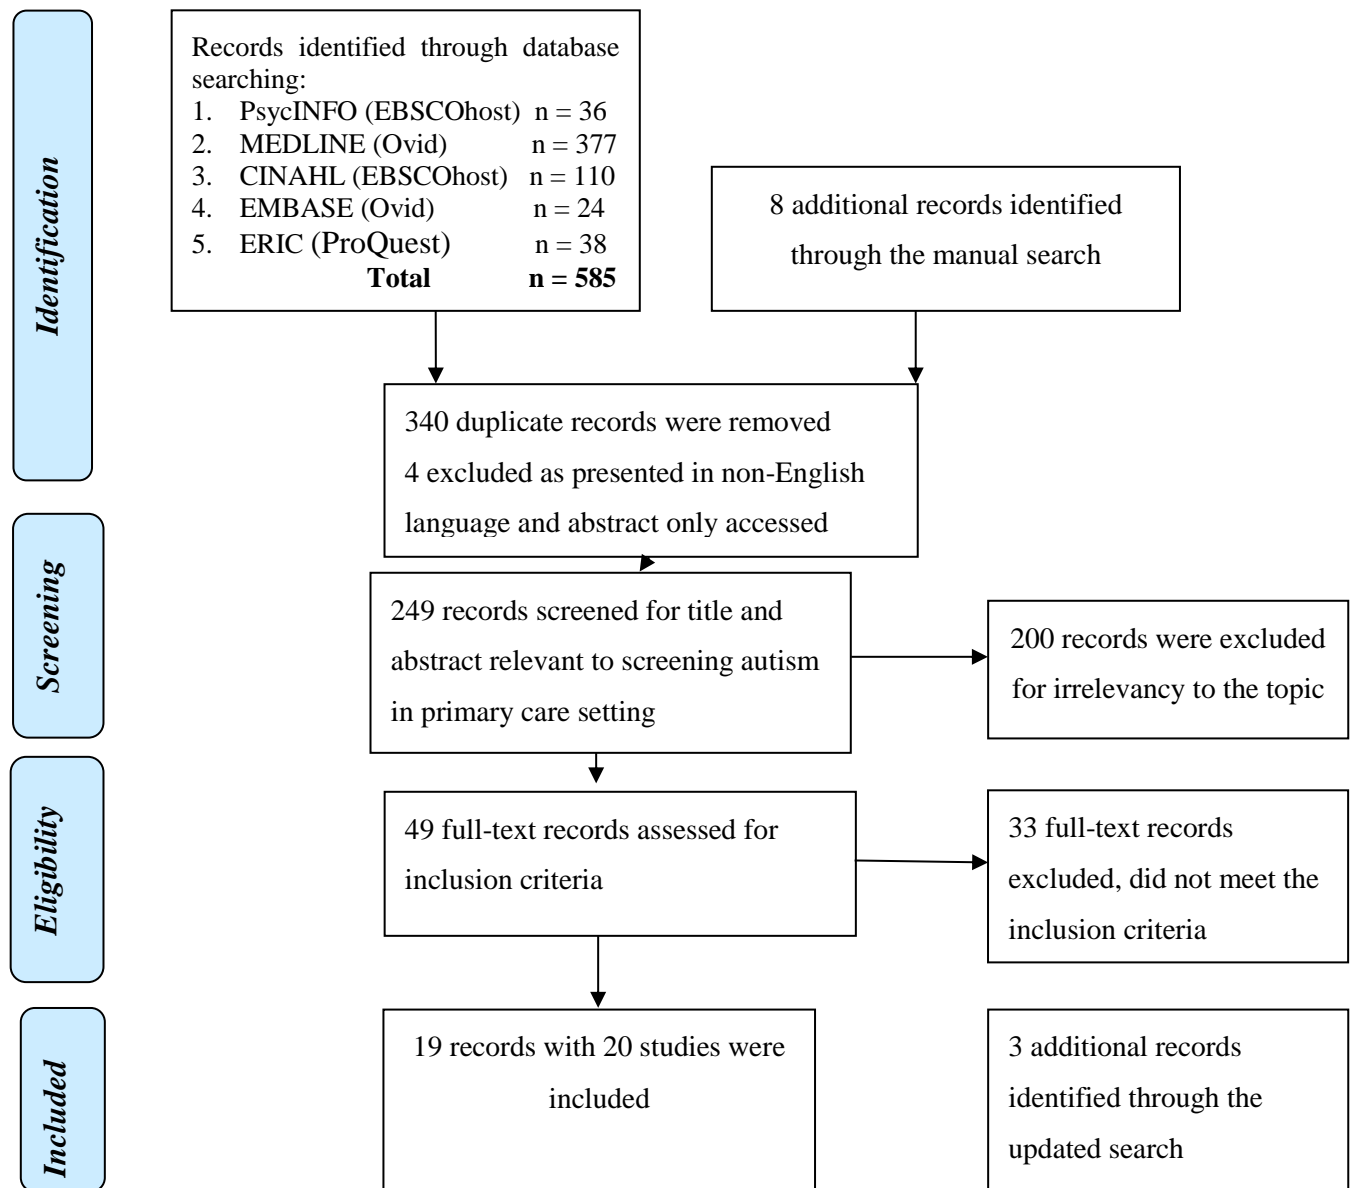 Identification
Records identified through database
searching:
1. PsycINFO (EBSCOhost) n = 36
2. MEDLINE (Ovid) n = 377
3. CINAHL (EBSCOhost) n = 110
4. EMBASE (Ovid) n = 24
5. ERIC (ProQuest) n = 38
Total n = 585
8 additional records identified
through the manual search
340 duplicate records were removed
4 excluded as presented in non-English
language and abstract only accessed
Screening
249 records screened for title and
abstract relevant to screening autism
in primary care setting
200 records were excluded
for irrelevancy to the topic
Eligibility
49 full-text records assessed for
inclusion criteria
33 full-text records
excluded, did not meet the
inclusion criteria
Included
19 records with 20 studies were
included
3 additional records
identified through the
updated search